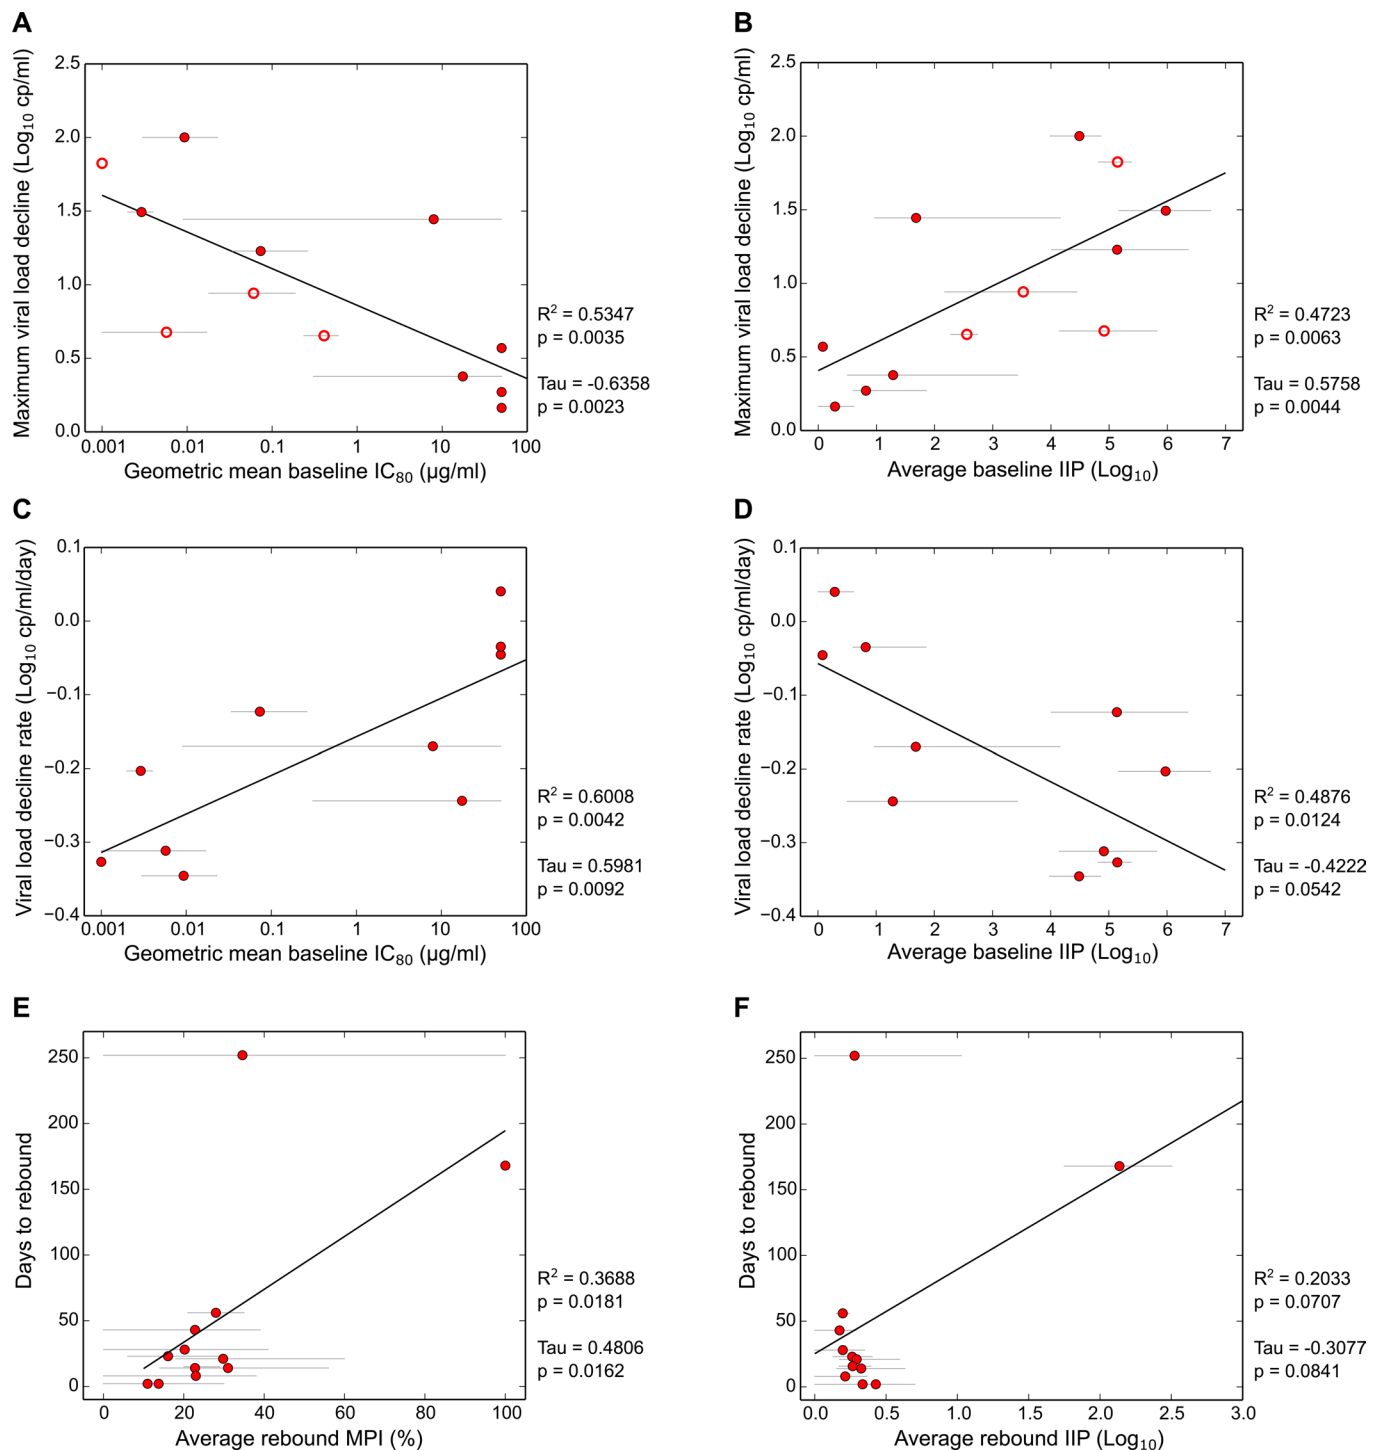 A
Maximum viral load decline (Log10 cp/ml)
2.5
2.0
1.5
1.0
0.5
0.0
0.001 0.01 0.1 1 10 100
Geometric mean baseline IC80 (µg/ml)
R² = 0.5347
p = 0.0035
Tau = -0.6358
p = 0.0023
B
Maximum viral load decline (Log10 cp/ml)
2.5
2.0
1.5
1.0
0.5
0.0
0 1 2 3 4 5 6 7
Average baseline IIP (Log10)
R² = 0.4723
p = 0.0063
Tau = 0.5758
p = 0.0044
C
Viral load decline rate (Log10 cp/ml/day)
0.1
0.0
−0.1
−0.2
−0.3
−0.4
0.001 0.01 0.1 1 10 100
Geometric mean baseline IC80 (µg/ml)
R² = 0.6008
p = 0.0042
Tau = 0.5981
p = 0.0092
D
Viral load decline rate (Log10 cp/ml/day)
0.1
0.0
−0.1
−0.2
−0.3
−0.4
0 1 2 3 4 5 6 7
Average baseline IIP (Log10)
R² = 0.4876
p = 0.0124
Tau = -0.4222
p = 0.0542
E
Days to rebound
250
200
150
100
50
0
0 20 40 60 80 100
Average rebound MPI (%)
R² = 0.3688
p = 0.0181
Tau = 0.4806
p = 0.0162
F
Days to rebound
250
200
150
100
50
0
0.0 0.5 1.0 1.5 2.0 2.5 3.0
Average rebound IIP (Log10)
R² = 0.2033
p = 0.0707
Tau = -0.3077
p = 0.0841